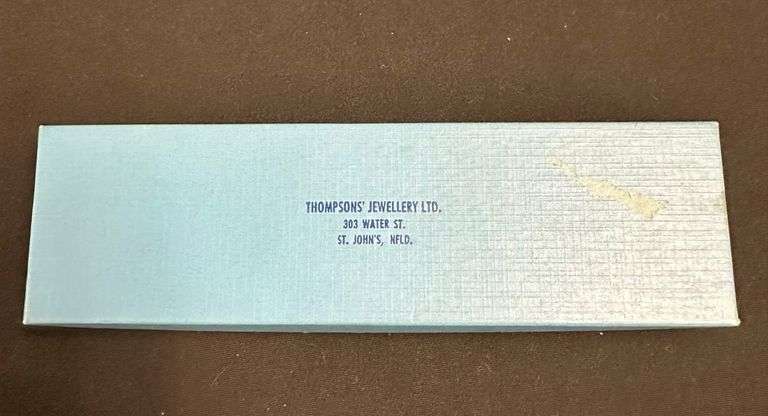 THOMPSONS' JEWELLERY LTD.
303 WATER ST.
ST. JOHN'S, NFLD.